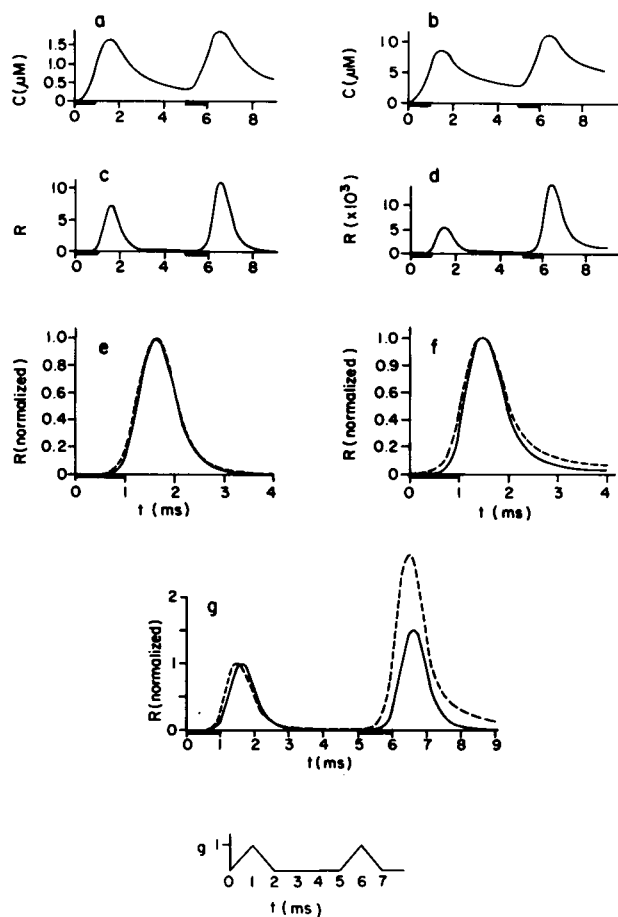 a
C(μM)
1.5
1.0
0.5
0
0 2 4 6 8
b
C(μM)
10
5
0
0 2 4 6 8
c
R
10
5
0
0 2 4 6 8
d
R(x10³)
10
5
0
0 2 4 6 8
e
R(normalized)
1.0
0.8
0.6
0.4
0.2
0
0 1 2 3 4
t (ms)
f
R(normalized)
1.0
0.9
0.6
0.4
0.2
0
0 1 2 3 4
t (ms)
g
R(normalized)
2
1
0
0 1 2 3 4 5 6 7 8 9
t(ms)
g 1
0 1 2 3 4 5 6 7
t (ms)